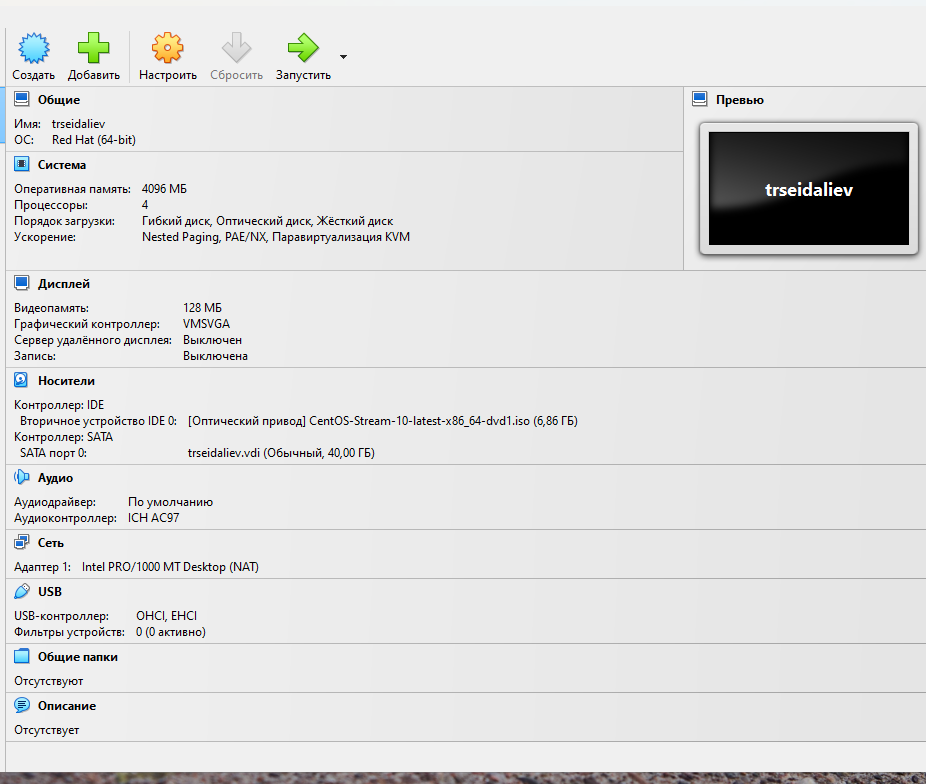 Создать Добавить Настроить Сбросить Запустить
Общие
Имя: trseidaliev
ОС: Red Hat (64-bit)
Превью
trseidaliev
Система
Оперативная память: 4096 МБ
Процессоры: 4
Порядок загрузки: Гибкий диск, Оптический диск, Жёсткий диск
Ускорение: Nested Paging, PAE/NX, Паравиртуализация KVM
Дисплей
Видеопамять: 128 МБ
Графический контроллер: VMSVGA
Сервер удалённого дисплея: Выключен
Запись: Выключена
Носители
Контроллер: IDE
Вторичное устройство IDE 0: [Оптический привод] CentOS-Stream-10-latest-x86_64-dvd1.iso (6,86 ГБ)
Контроллер: SATA
SATA порт 0: trseidaliev.vdi (Обычный, 40,00 ГБ)
Аудио
Аудиодрайвер: По умолчанию
Аудиоконтроллер: ICH AC97
Сеть
Адаптер 1: Intel PRO/1000 MT Desktop (NAT)
USB
USB-контроллер: OHCI, EHCI
Фильтры устройств: 0 (0 активно)
Общие папки
Отсутствуют
Описание
Отсутствует